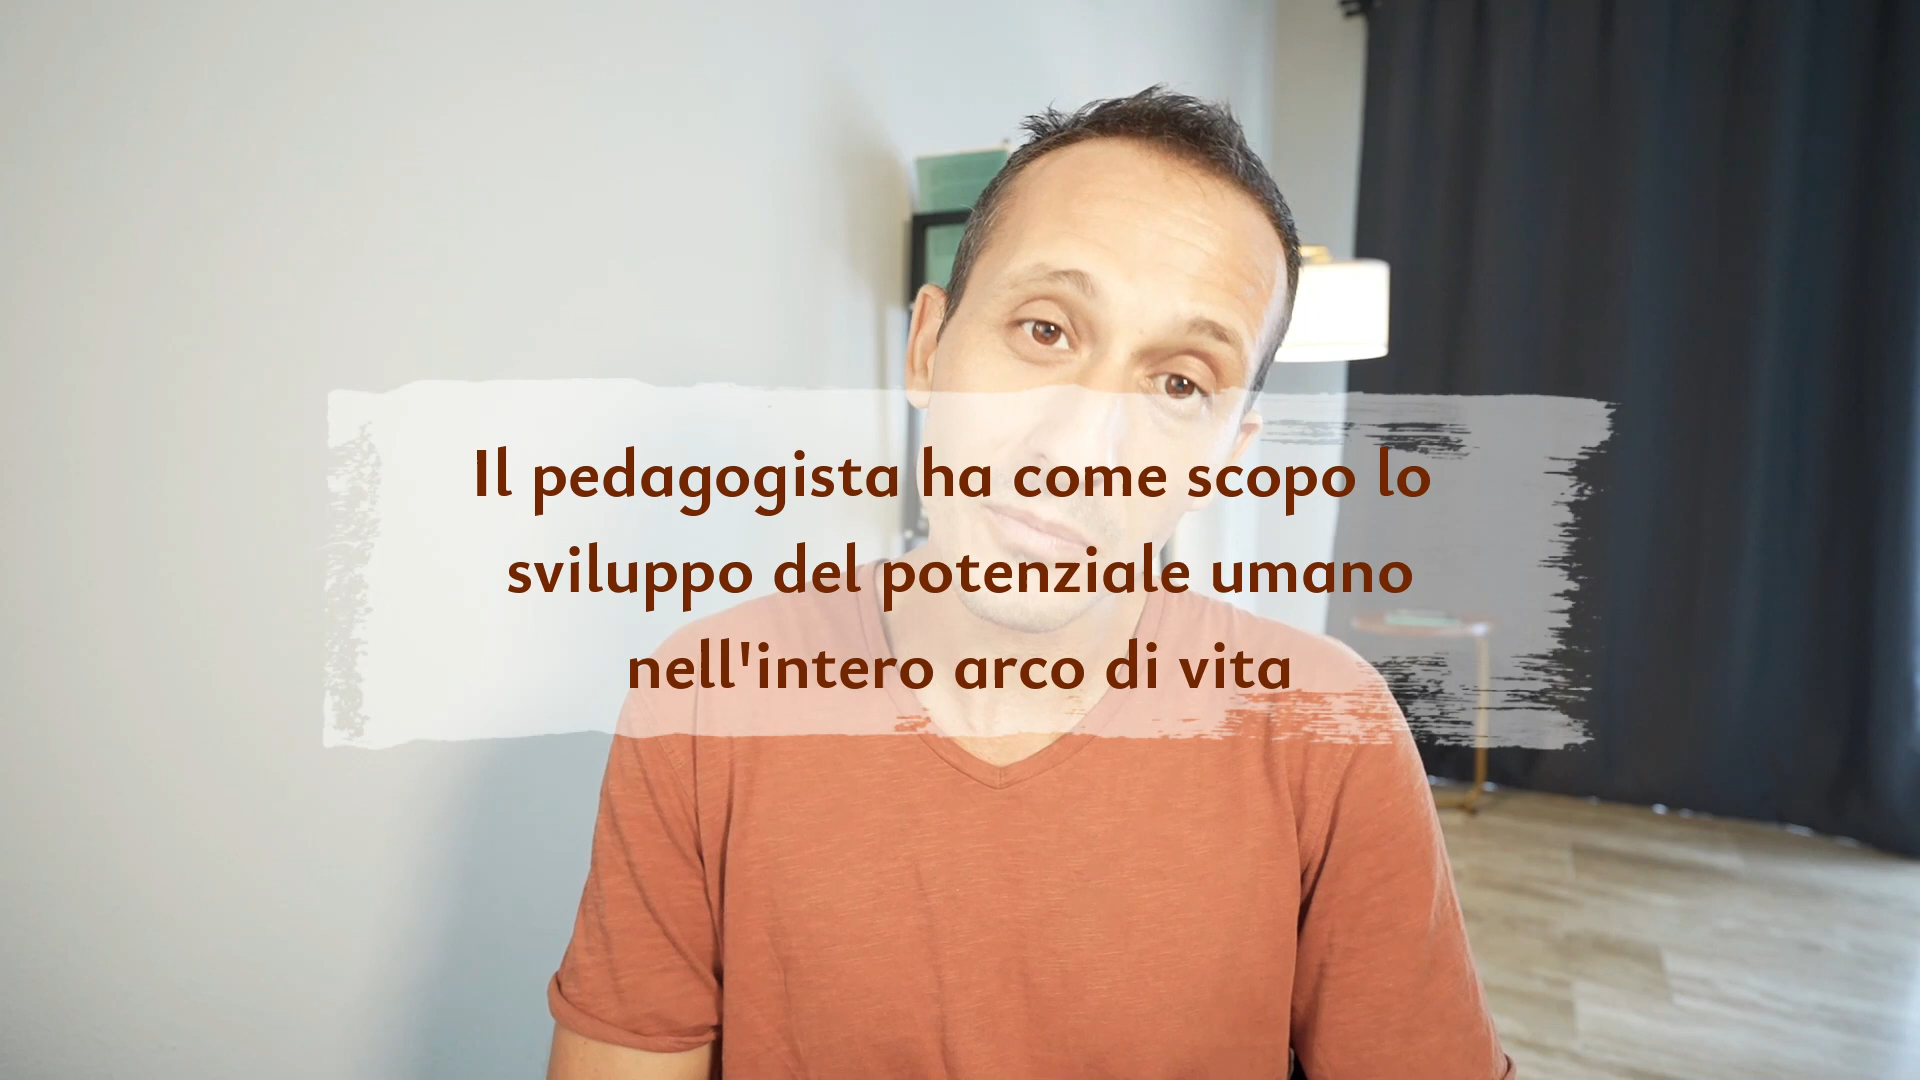 Il pedagogista ha come scopo lo
sviluppo del potenziale umano
nell'intero arco di vita